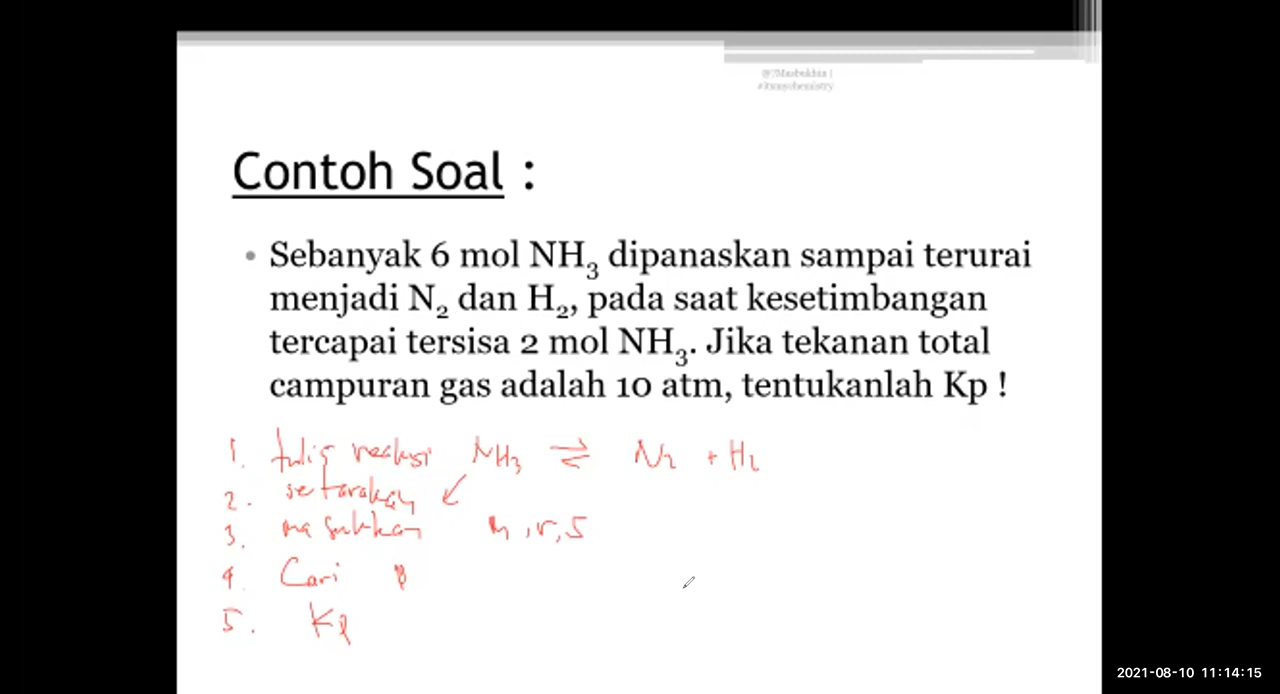 @7Masbukhin |
#itsmychemistry
Contoh Soal :
• Sebanyak 6 mol NH₃ dipanaskan sampai terurai
menjadi N₂ dan H₂, pada saat kesetimbangan
tercapai tersisa 2 mol NH₃. Jika tekanan total
campuran gas adalah 10 atm, tentukanlah Kp !
1. tulis reaksi NH₃ ⇌ N₂ + H₂
2. setarakan ↙
3. masukkan m, r, s
4. Cari p
5. Kp
2021-08-10 11:14:15